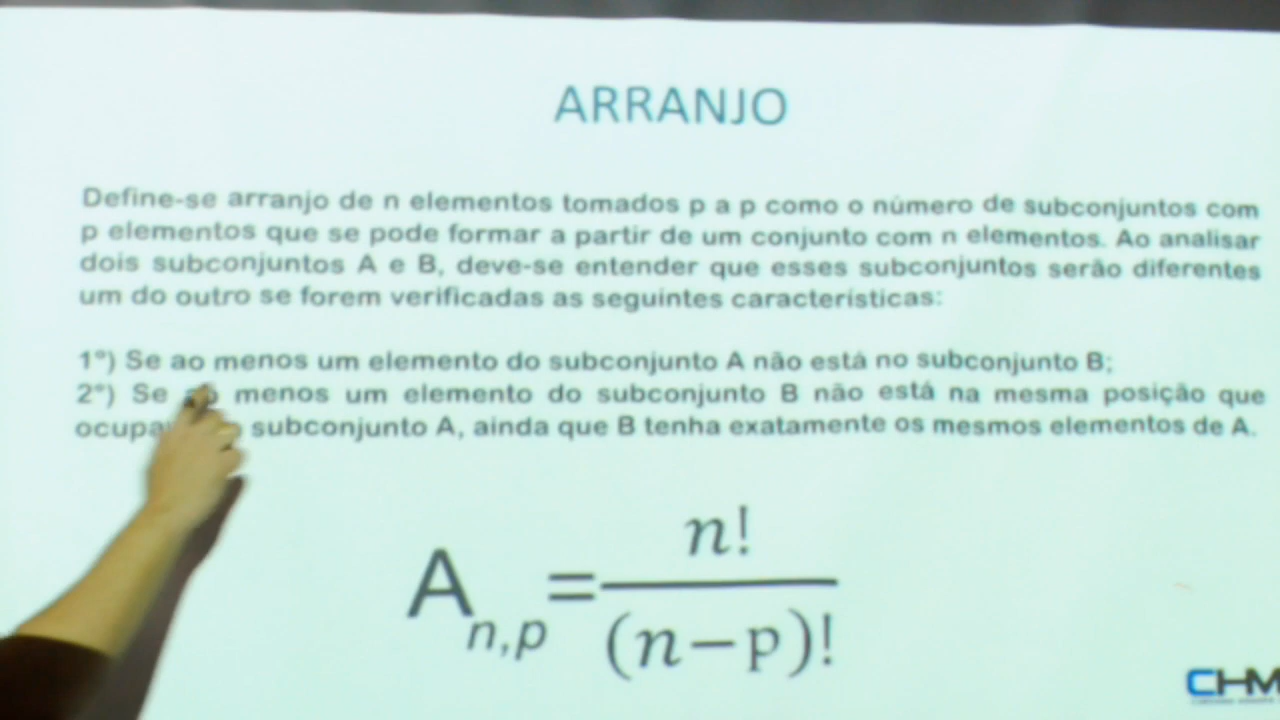 ARRANJO
Define-se arranjo de n elementos tomados p a p como o número de subconjuntos com
p elementos que se pode formar a partir de um conjunto com n elementos. Ao analisar
dois subconjuntos A e B, deve-se entender que esses subconjuntos serão diferentes
um do outro se forem verificadas as seguintes características:
1°) Se ao menos um elemento do subconjunto A não está no subconjunto B;
2°) Se ao menos um elemento do subconjunto B não está na mesma posição que
ocupa subconjunto A, ainda que B tenha exatamente os mesmos elementos de A.
A n,p = n! / (n-p)!
CHM